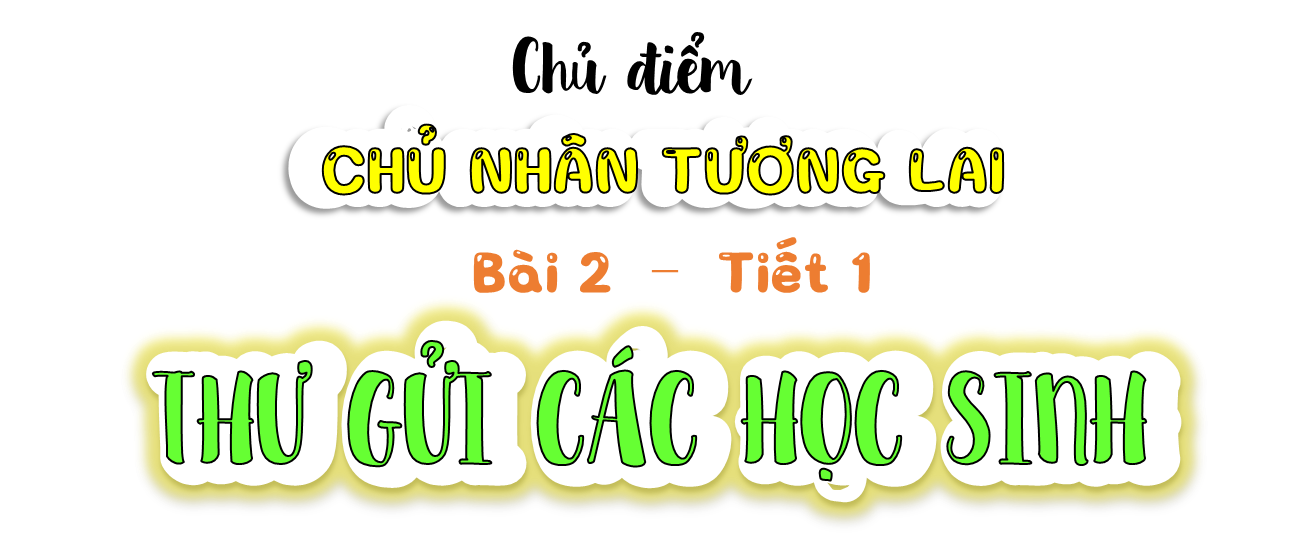 Chủ điểm
CHỦ NHÂN TƯƠNG LAI
Bài 2 – Tiết 1
THƯ GỬI CÁC HỌC SINH